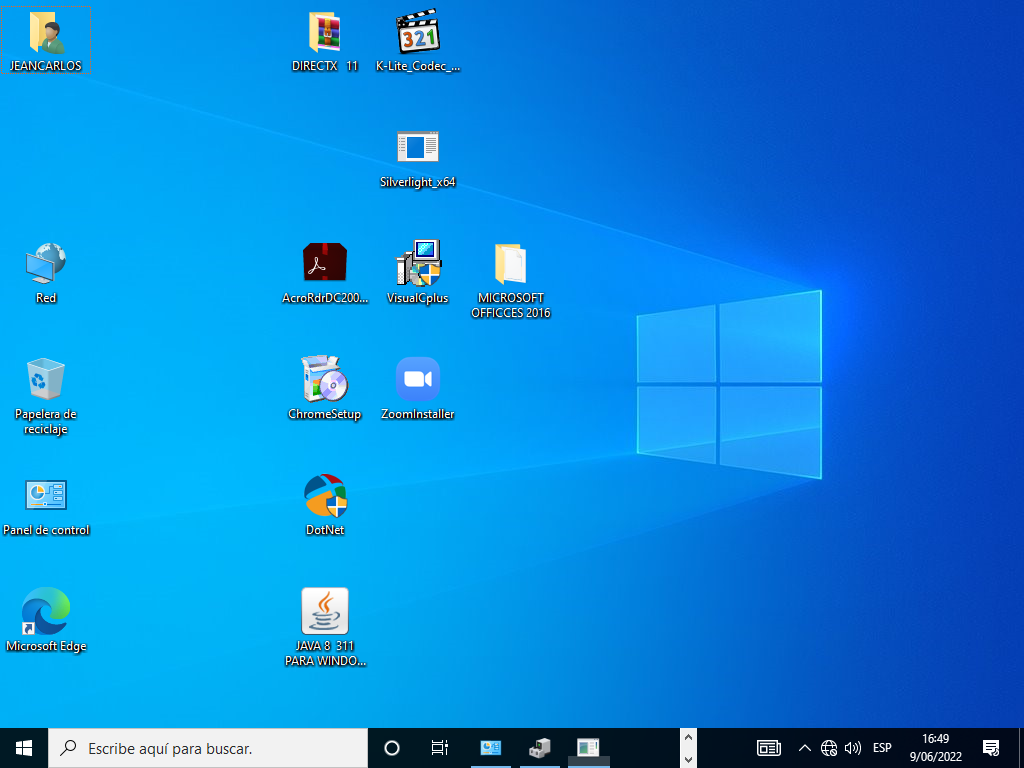 JEANCARLOS
DIRECTX 11
K-Lite_Codec_...
321
Silverlight_x64
Red
AcroRdrDC200...
VisualCplus
MICROSOFT
OFFICCES 2016
Papelera de
reciclaje
ChromeSetup
ZoomInstaller
Panel de control
DotNet
Microsoft Edge
JAVA 8 311
PARA WINDO...
Escribe aquí para buscar.
ESP
16:49
9/06/2022